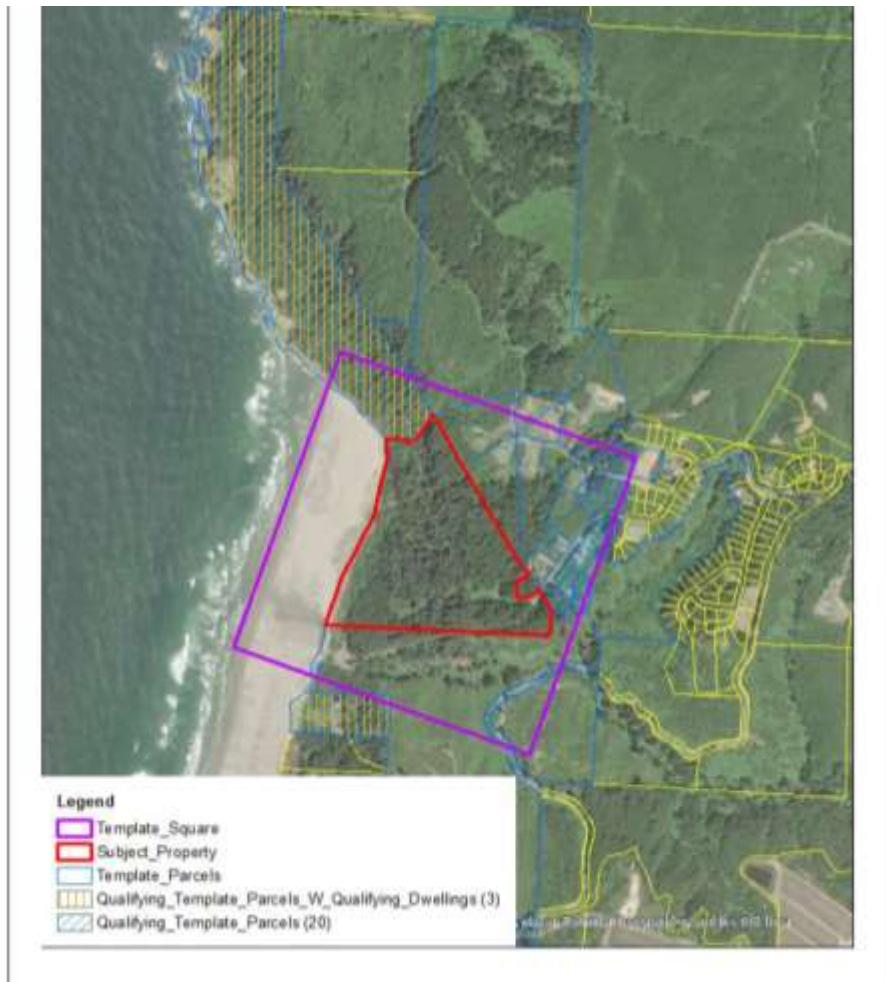 Legend
Template_Square
Subject_Property
Template_Parcels
Qualifying_Template_Parcels_W_Qualifying_Dwellings (3)
Qualifying_Template_Parcels (20)